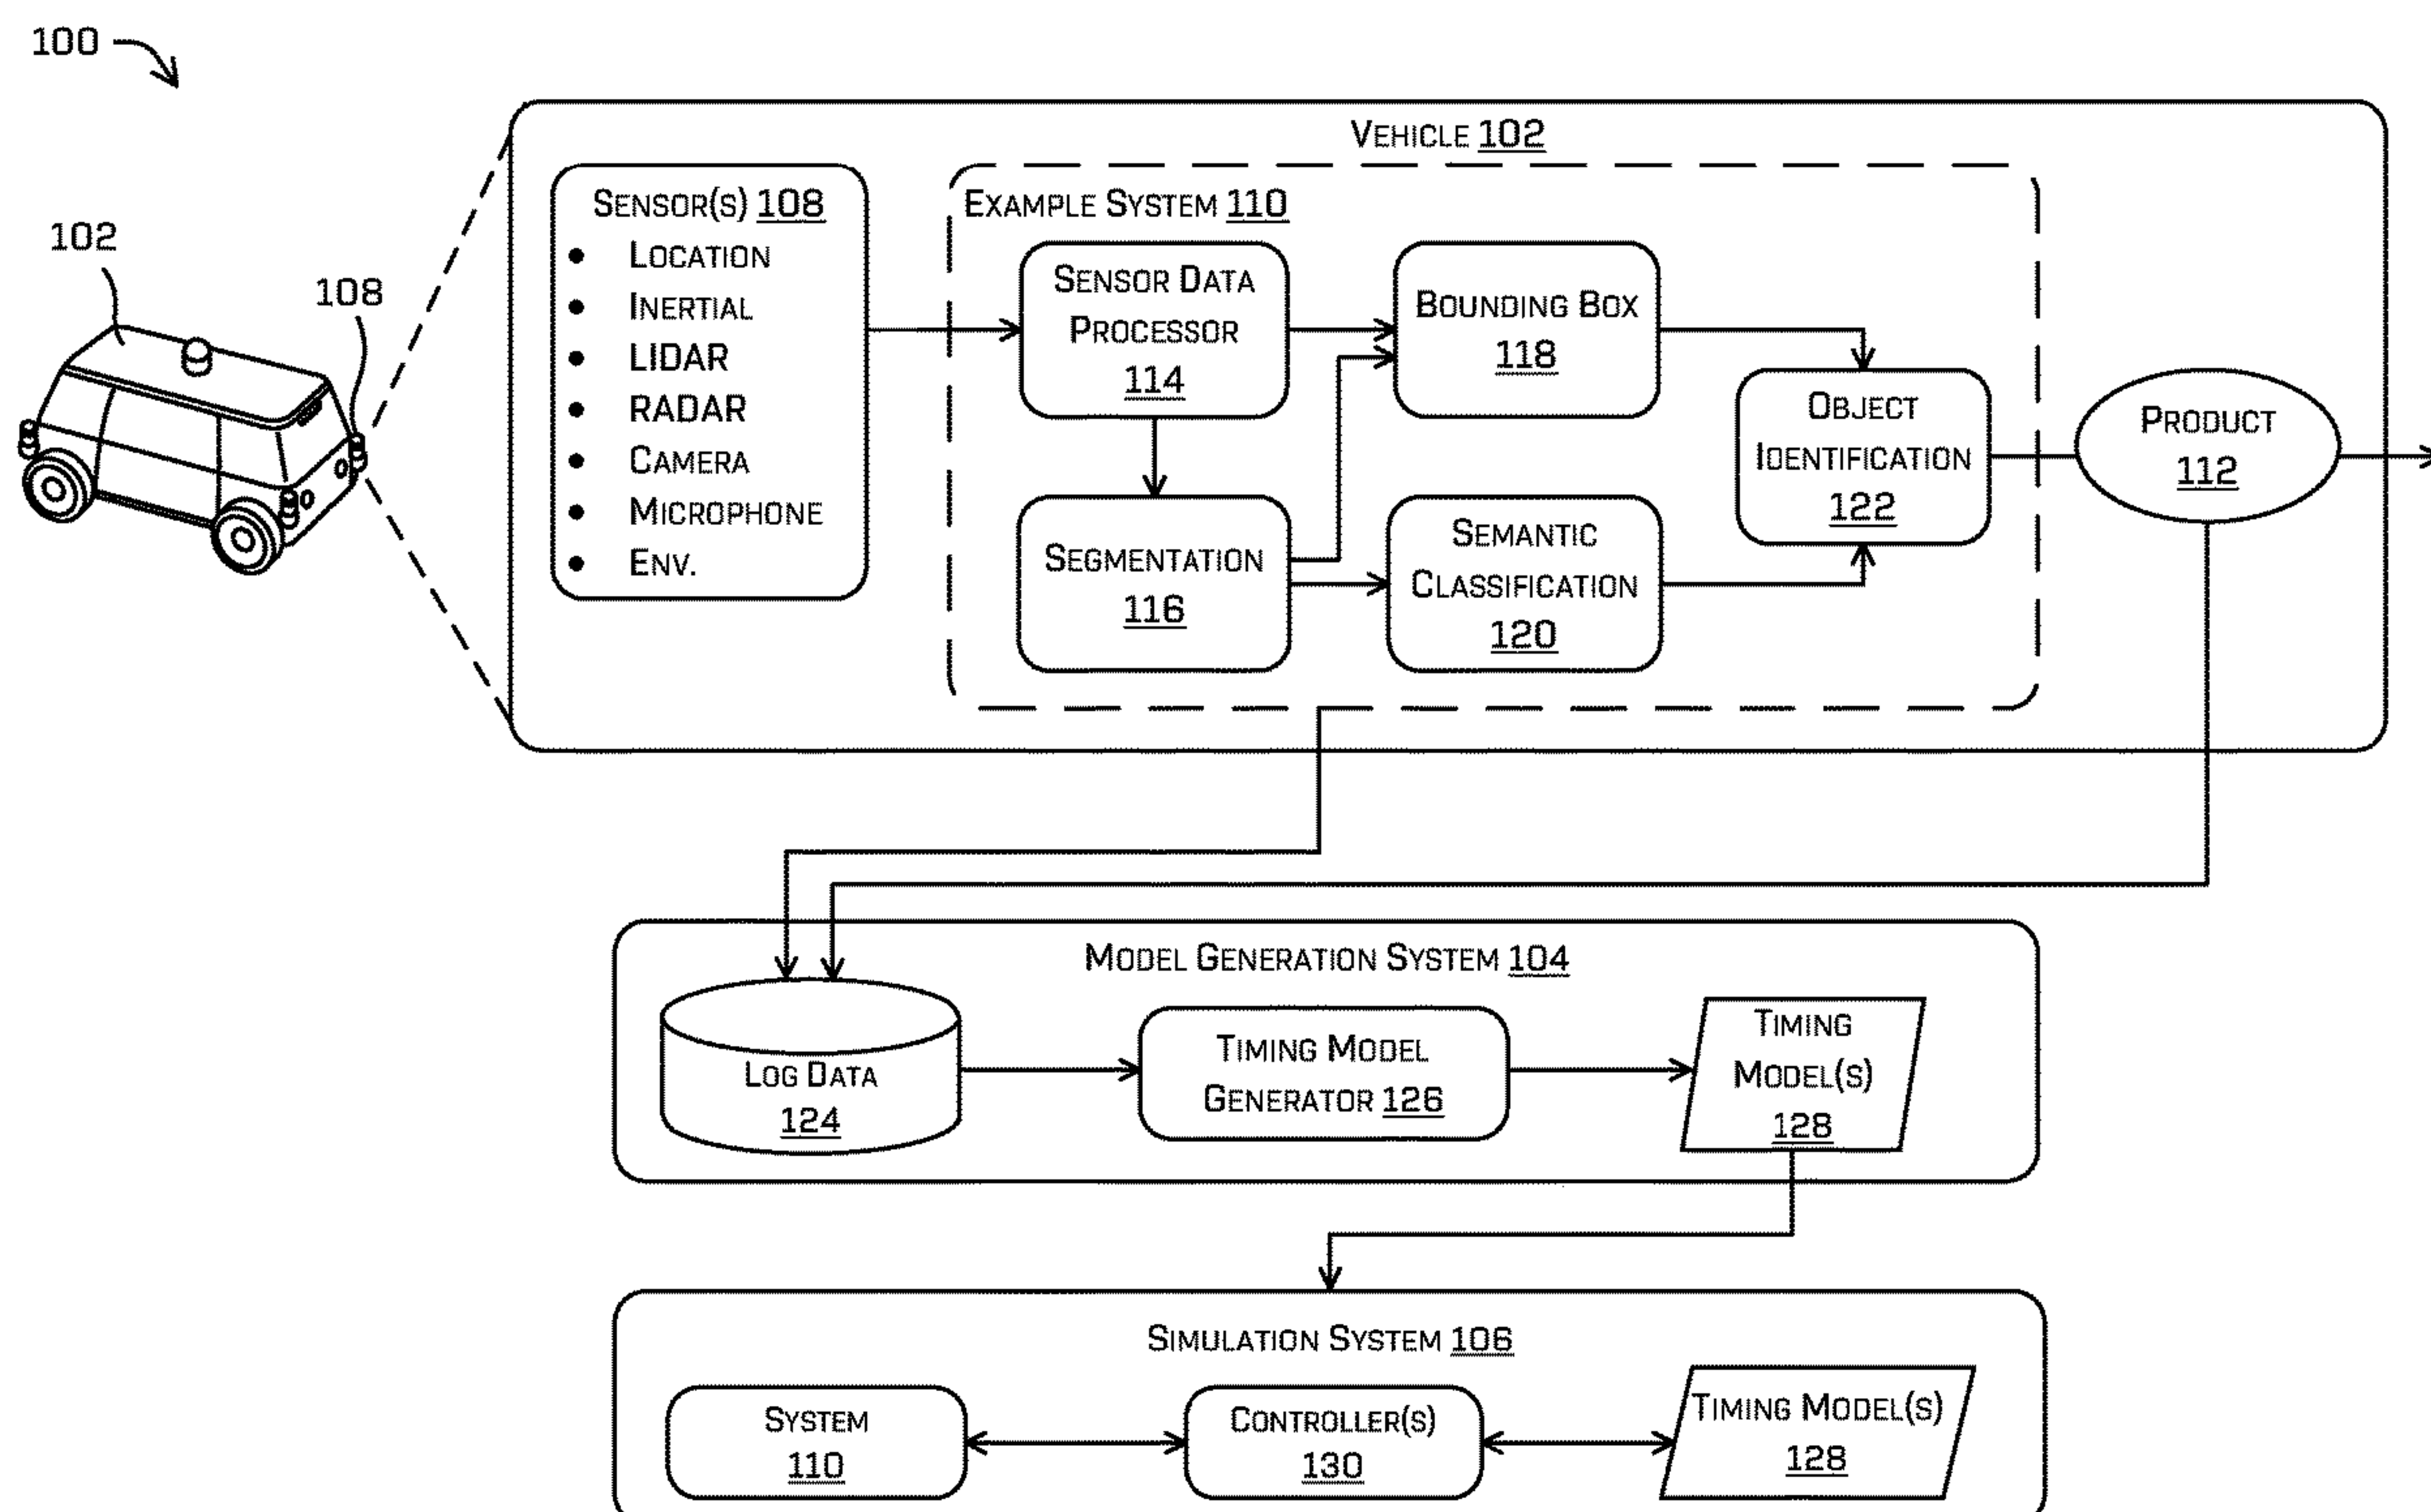 100
102
108
Vehicle 102
Sensor(s) 108
• Location
• Inertial
• LIDAR
• RADAR
• Camera
• Microphone
• Env.
Example System 110
Sensor Data
Processor
114
Bounding Box
118
Segmentation
116
Semantic
Classification
120
Object
Identification
122
Product
112
Model Generation System 104
Log Data
124
Timing Model
Generator 126
Timing
Model(s)
128
Simulation System 106
System
110
Controller(s)
130
Timing Model(s)
128